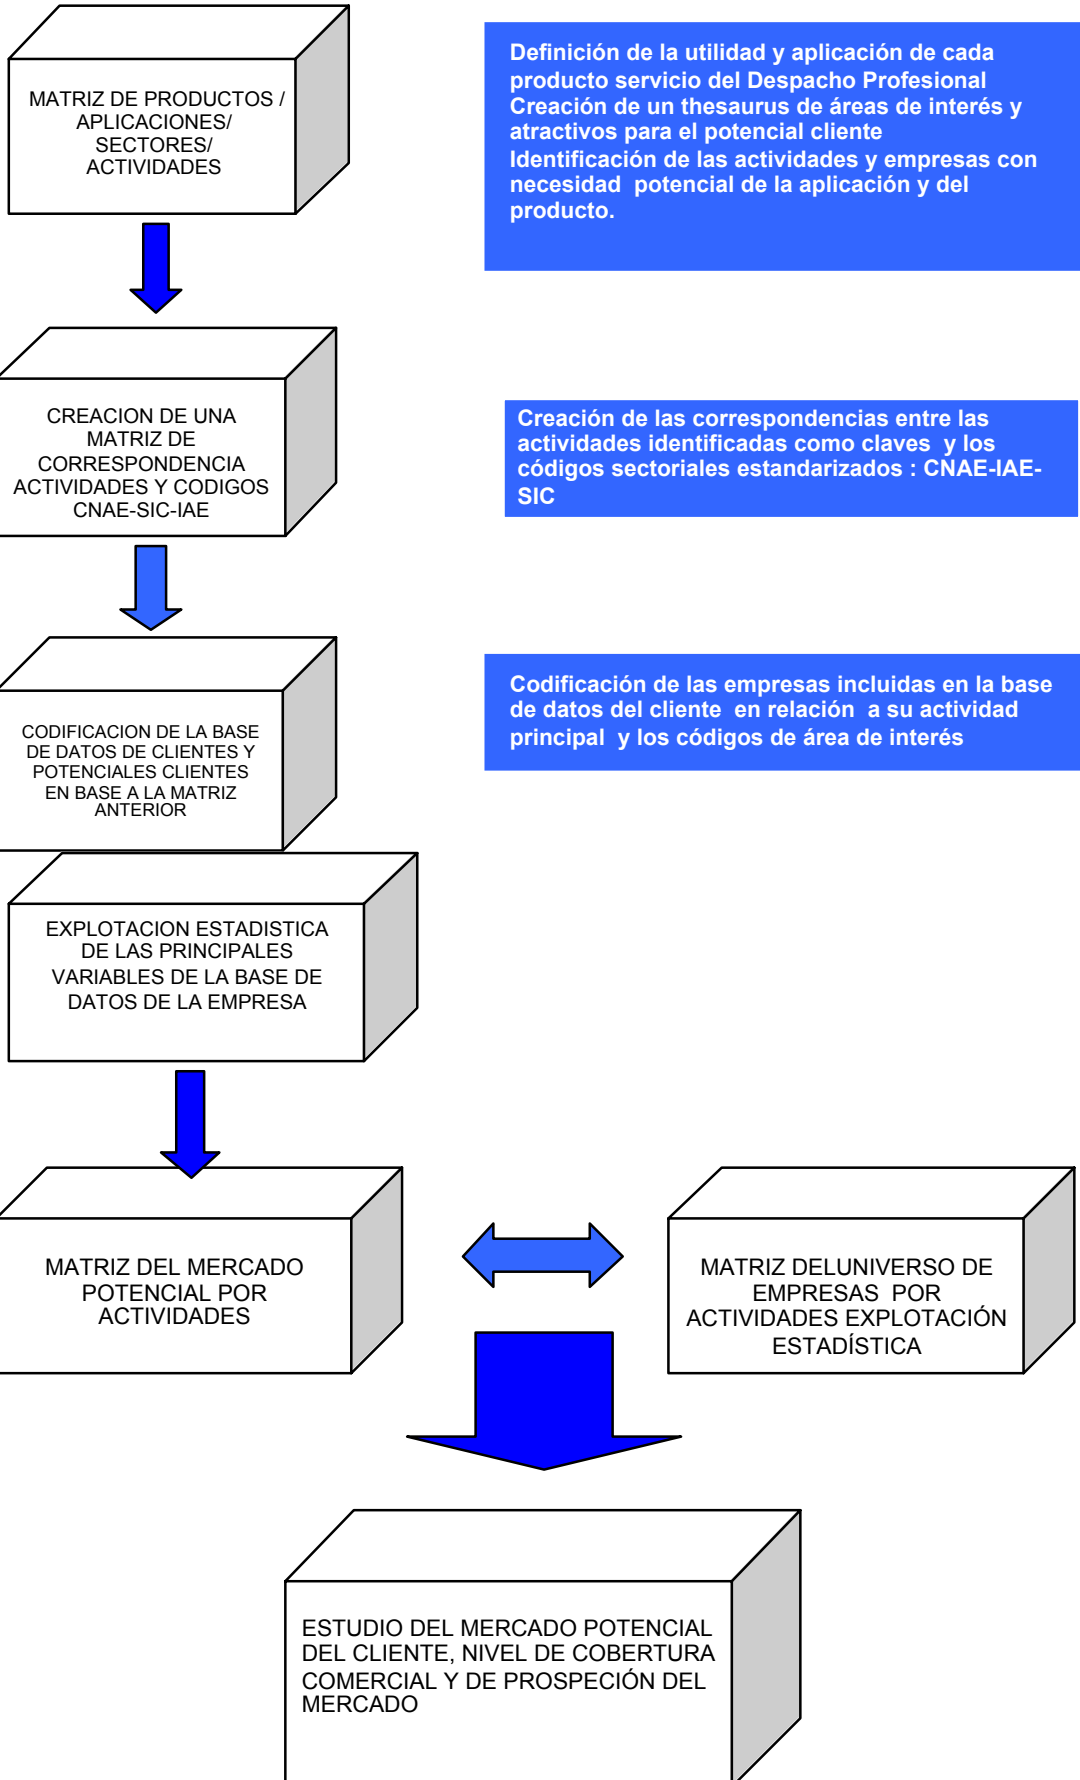 MATRIZ DE PRODUCTOS /
APLICACIONES/
SECTORES/
ACTIVIDADES
Definición de la utilidad y aplicación de cada
producto servicio del Despacho Profesional
Creación de un thesaurus de áreas de interés y
atractivos para el potencial cliente
Identificación de las actividades y empresas con
necesidad potencial de la aplicación y del
producto.
CREACION DE UNA
MATRIZ DE
CORRESPONDENCIA
ACTIVIDADES Y CODIGOS
CNAE-SIC-IAE
Creación de las correspondencias entre las
actividades identificadas como claves y los
códigos sectoriales estandarizados : CNAE-IAE-
SIC
CODIFICACION DE LA BASE
DE DATOS DE CLIENTES Y
POTENCIALES CLIENTES
EN BASE A LA MATRIZ
ANTERIOR
Codificación de las empresas incluidas en la base
de datos del cliente en relación a su actividad
principal y los códigos de área de interés
EXPLOTACION ESTADISTICA
DE LAS PRINCIPALES
VARIABLES DE LA BASE DE
DATOS DE LA EMPRESA
MATRIZ DEL MERCADO
POTENCIAL POR
ACTIVIDADES
MATRIZ DELUNIVERSO DE
EMPRESAS POR
ACTIVIDADES EXPLOTACIÓN
ESTADÍSTICA
ESTUDIO DEL MERCADO POTENCIAL
DEL CLIENTE, NIVEL DE COBERTURA
COMERCIAL Y DE PROSPECIÓN DEL
MERCADO